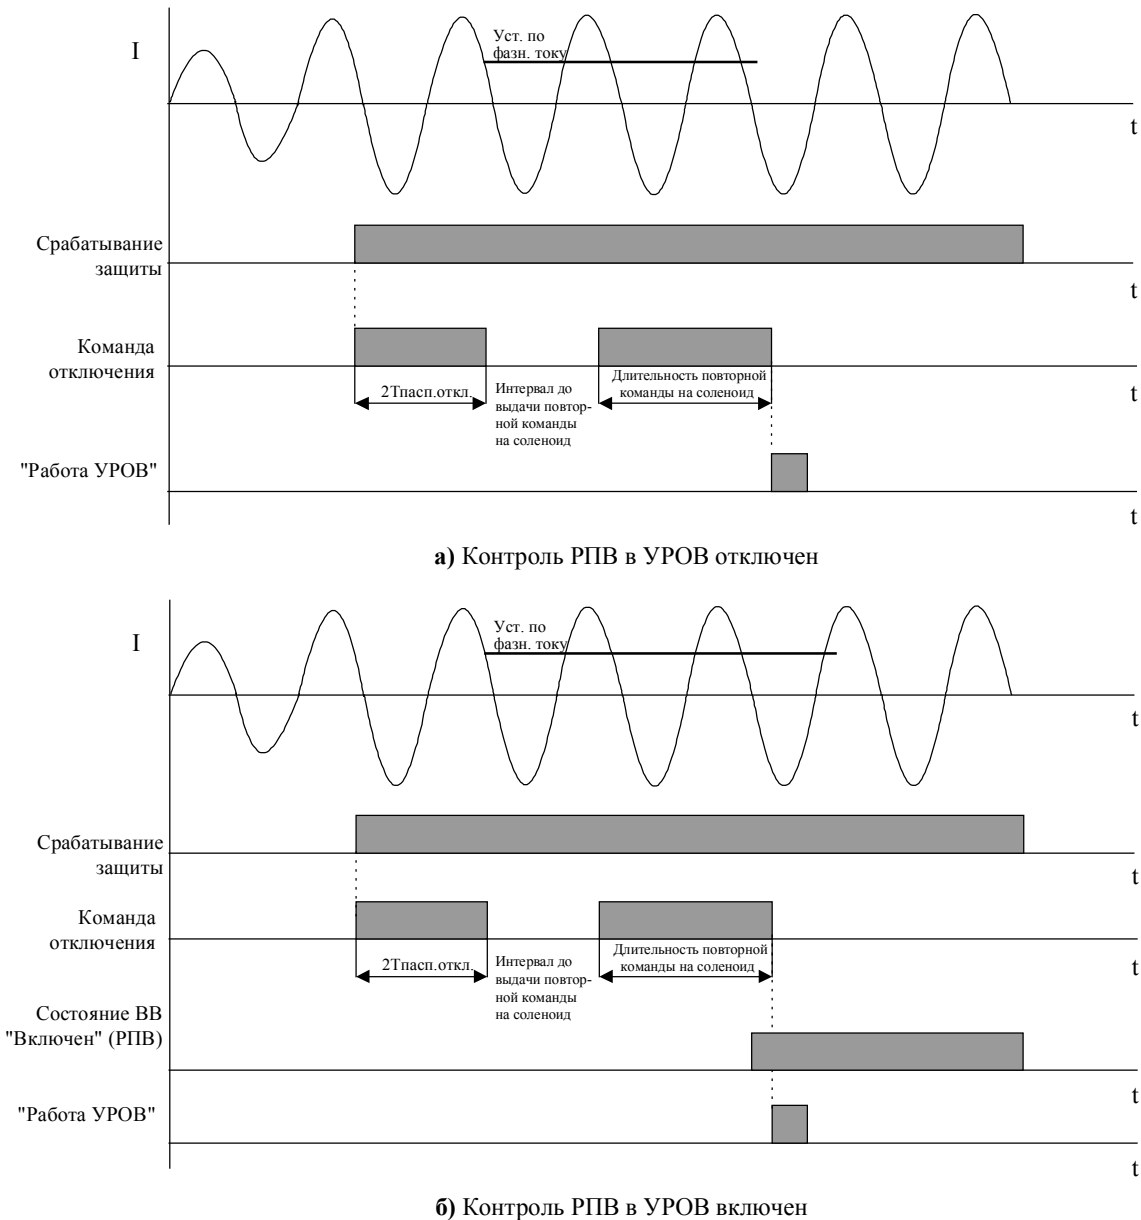 I
Уст. по
фазн. току
t
Срабатывание
защиты
t
Команда
отключения
2Тпасп.откл.
Интервал до
выдачи повтор-
ной команды
на соленоид
Длительность повторной
команды на соленоид
t
"Работа УРОВ"
t
а) Контроль РПВ в УРОВ отключен
I
Уст. по
фазн. току
t
Срабатывание
защиты
t
Команда
отключения
2Тпасп.откл.
Интервал до
выдачи повтор-
ной команды
на соленоид
Длительность повторной
команды на соленоид
t
Состояние ВВ
"Включен" (РПВ)
t
"Работа УРОВ"
t
б) Контроль РПВ в УРОВ включен